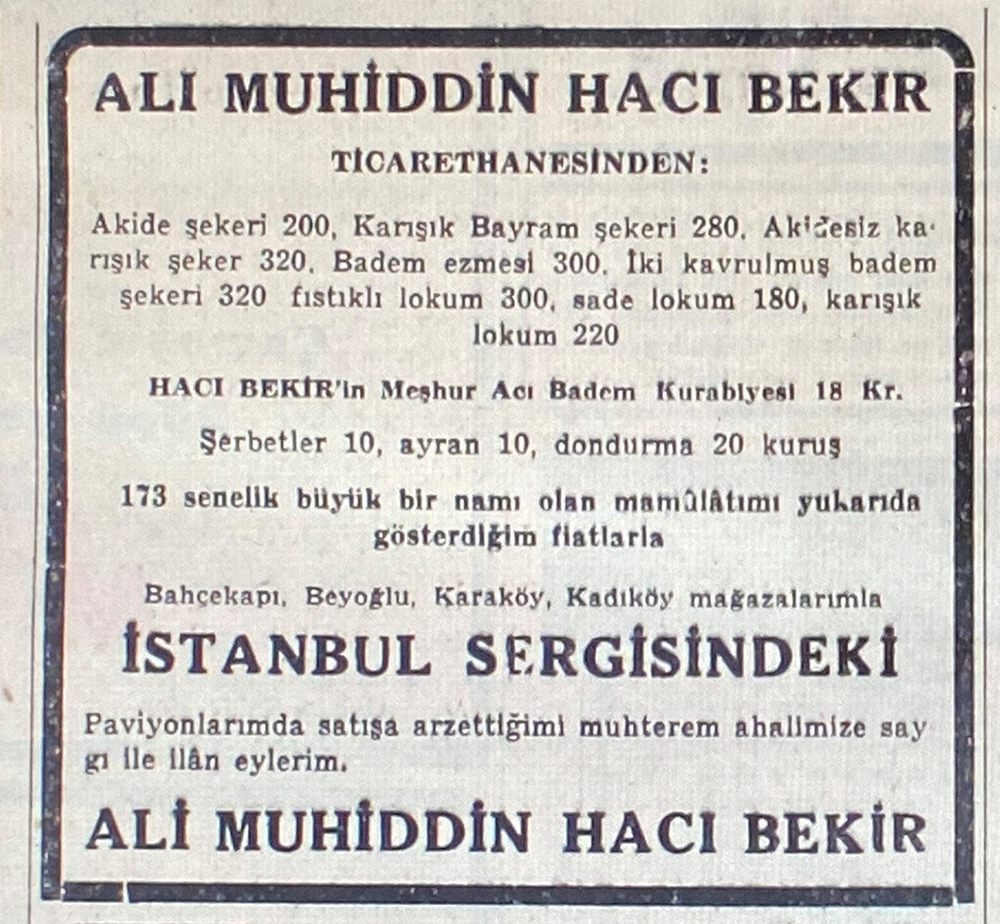 ALI MUHİDDİN HACI BEKIR
TİCARETHANESİNDEN:
Akide şekeri 200, Karışık Bayram şekeri 280, Akidesiz ka-
rışık şeker 320, Badem ezmesi 300, İki kavrulmuş badem
şekeri 320 fıstıklı lokum 300, sade lokum 180, karışık
lokum 220
HACI BEKİR'in Meşhur Acı Badem Kurabiyesi 18 Kr.
Şerbetler 10, ayran 10, dondurma 20 kuruş
173 senelik büyük bir namı olan mamûlâtımı yukarıda
gösterdiğim fiatlarla
Bahçekapı, Beyoğlu, Karaköy, Kadıköy mağazalarımla
İSTANBUL SERGİSİNDEKİ
Paviyonlarımda satışa arzettiğimi muhterem ahalimize say
gı ile ilân eylerim.
ALİ MUHİDDİN HACI BEKİR